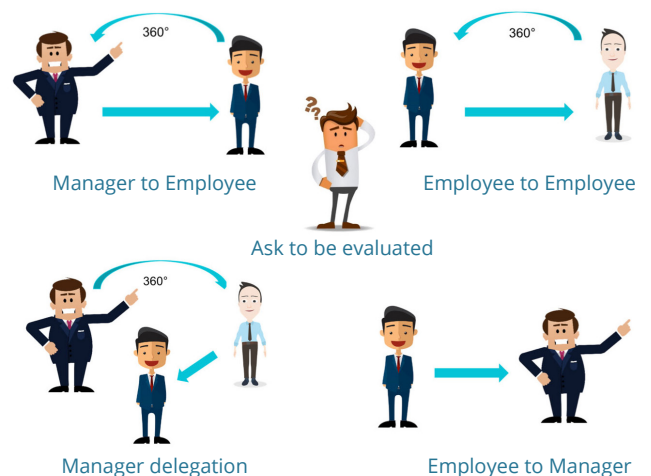 360°
360°
??
Manager to Employee
Employee to Employee
Ask to be evaluated
360°
Manager delegation
Employee to Manager